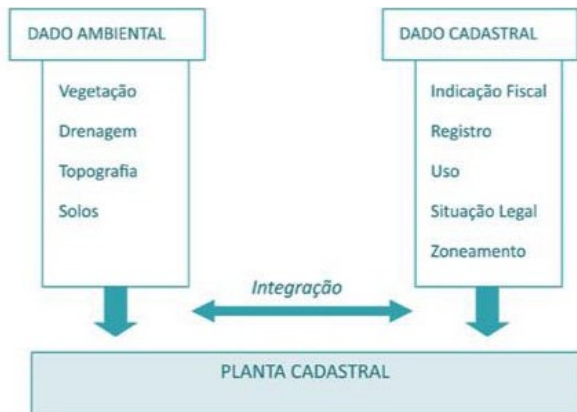 DADO AMBIENTAL
Vegetação
Drenagem
Topografia
Solos
DADO CADASTRAL
Indicação Fiscal
Registro
Uso
Situação Legal
Zoneamento
Integração
PLANTA CADASTRAL